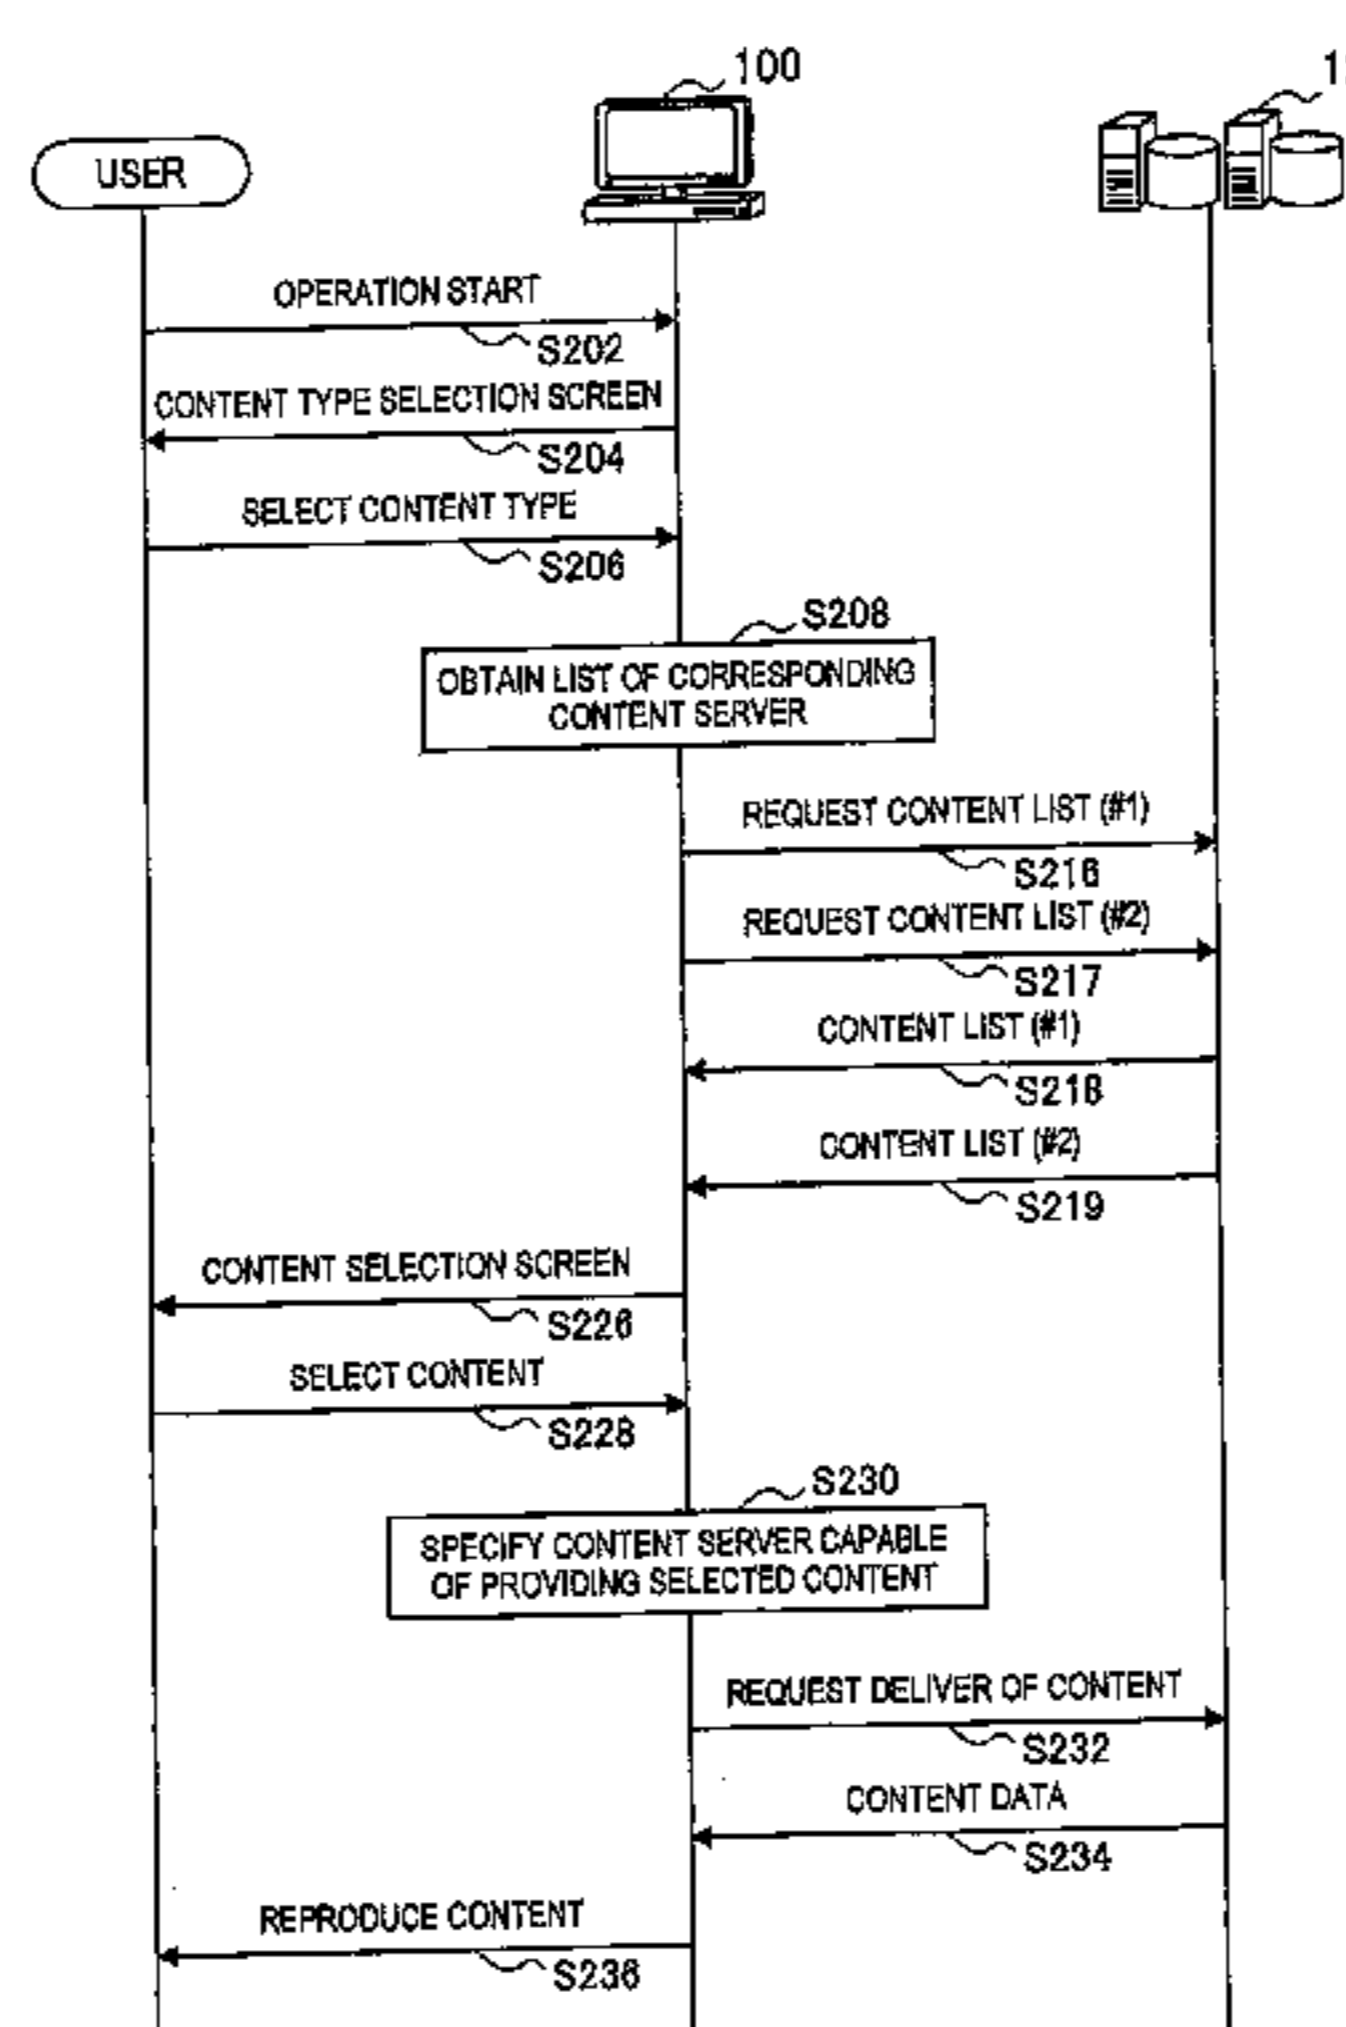 100
USER
OPERATION START
S202
CONTENT TYPE SELECTION SCREEN
S204
SELECT CONTENT TYPE
S206
S208
OBTAIN LIST OF CORRESPONDING
CONTENT SERVER
REQUEST CONTENT LIST (#1)
S216
REQUEST CONTENT LIST (#2)
S217
CONTENT LIST (#1)
S218
CONTENT LIST (#2)
S219
CONTENT SELECTION SCREEN
S226
SELECT CONTENT
S228
S230
SPECIFY CONTENT SERVER CAPABLE
OF PROVIDING SELECTED CONTENT
REQUEST DELIVER OF CONTENT
S232
CONTENT DATA
S234
REPRODUCE CONTENT
S236